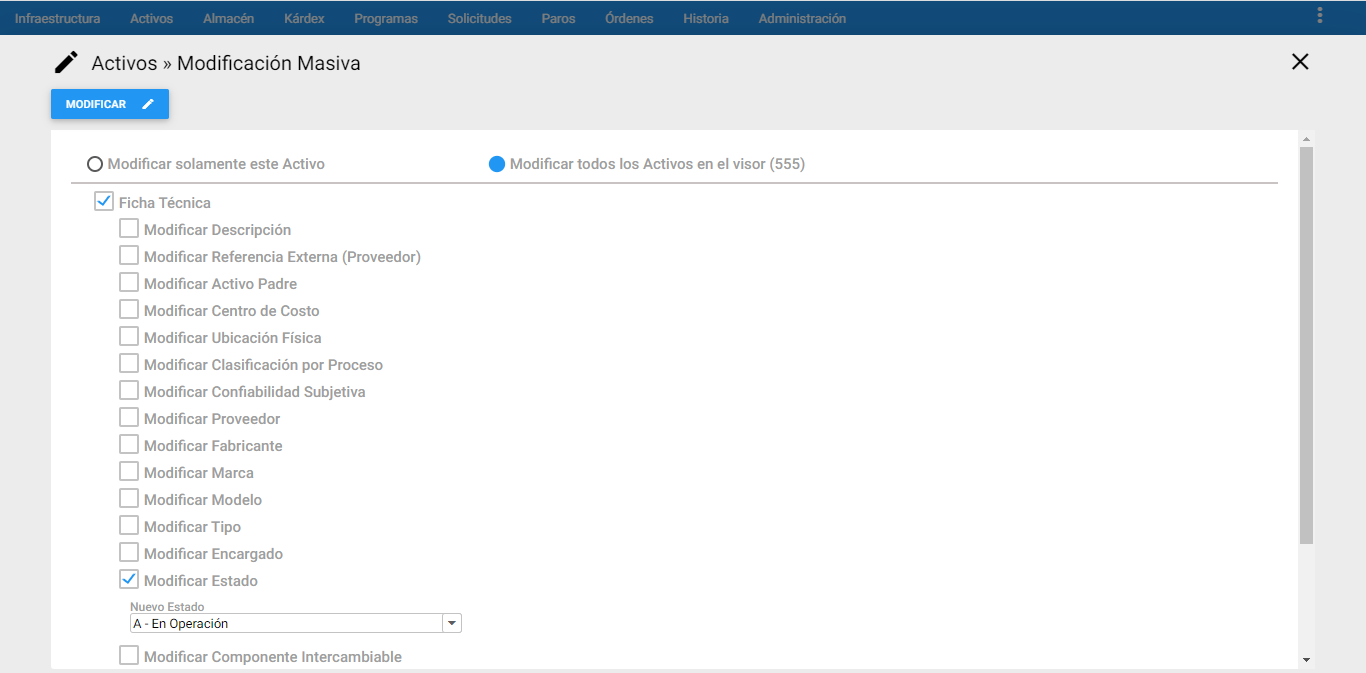 Infraestructura Activos Almacén Kárdex Programas Solicitudes Paros Órdenes Historia Administración
Activos » Modificación Masiva
MODIFICAR
Modificar solamente este Activo Modificar todos los Activos en el visor (555)
Ficha Técnica
Modificar Descripción
Modificar Referencia Externa (Proveedor)
Modificar Activo Padre
Modificar Centro de Costo
Modificar Ubicación Física
Modificar Clasificación por Proceso
Modificar Confiabilidad Subjetiva
Modificar Proveedor
Modificar Fabricante
Modificar Marca
Modificar Modelo
Modificar Tipo
Modificar Encargado
Modificar Estado
Nuevo Estado
A - En Operación
Modificar Componente Intercambiable